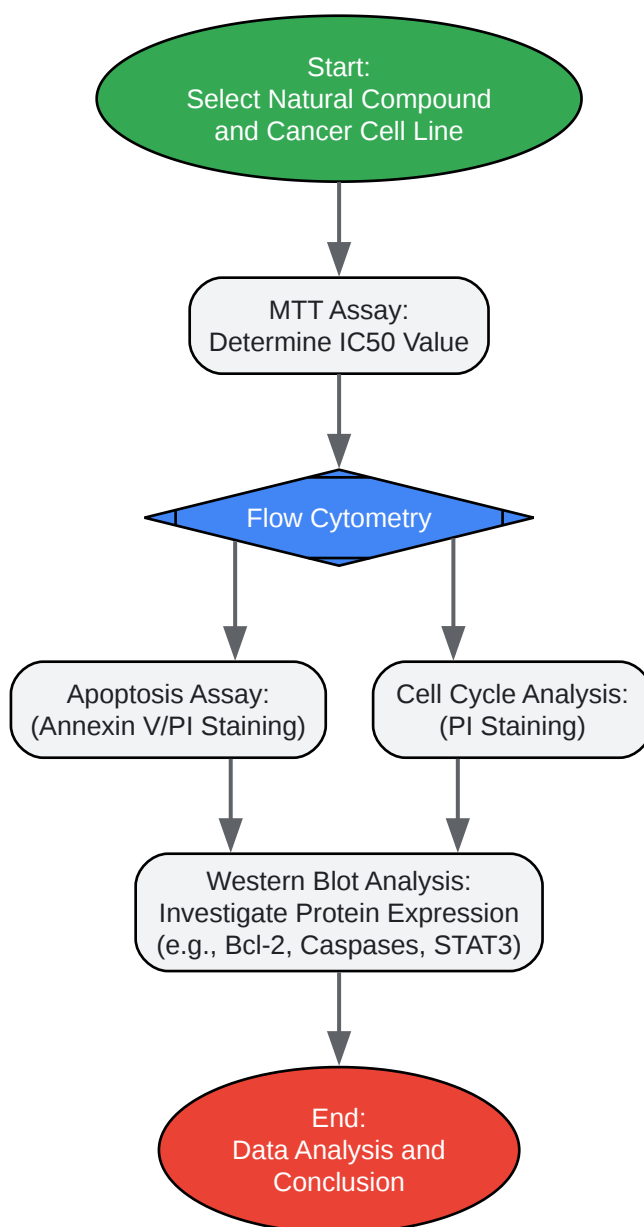 Start:
Select Natural Compound
and Cancer Cell Line
MTT Assay:
Determine IC50 Value
Flow Cytometry
Apoptosis Assay:
(Annexin V/PI Staining)
Cell Cycle Analysis:
(PI Staining)
Western Blot Analysis:
Investigate Protein Expression
(e.g., Bcl-2, Caspases, STAT3)
End:
Data Analysis and
Conclusion